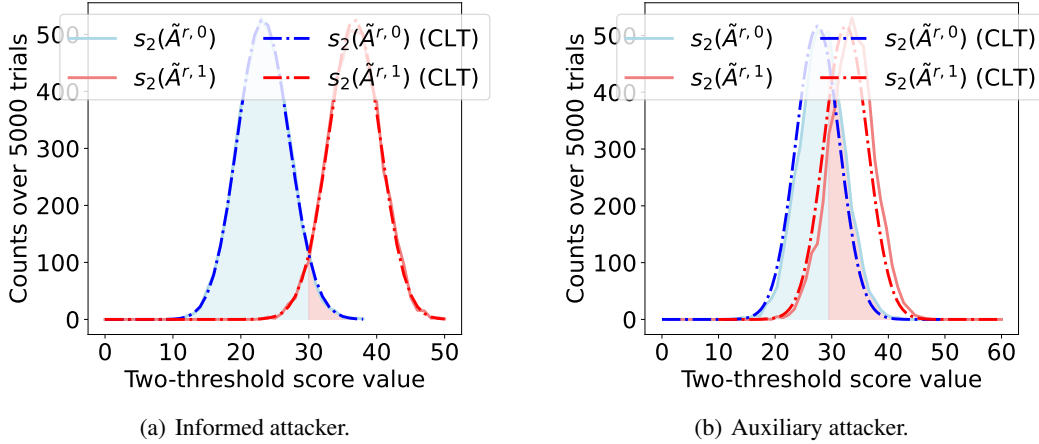 500
400
300
200
100
0
Counts over 5000 trials
s₂(Ã^{r,0})
s₂(Ã^{r,1})
s₂(Ã^{r,0}) (CLT)
s₂(Ã^{r,1}) (CLT)
0 10 20 30 40 50
Two-threshold score value
(a) Informed attacker.
500
400
300
200
100
0
Counts over 5000 trials
s₂(Ã^{r,0})
s₂(Ã^{r,1})
s₂(Ã^{r,0}) (CLT)
s₂(Ã^{r,1}) (CLT)
0 10 20 30 40 50 60
Two-threshold score value
(b) Auxiliary attacker.